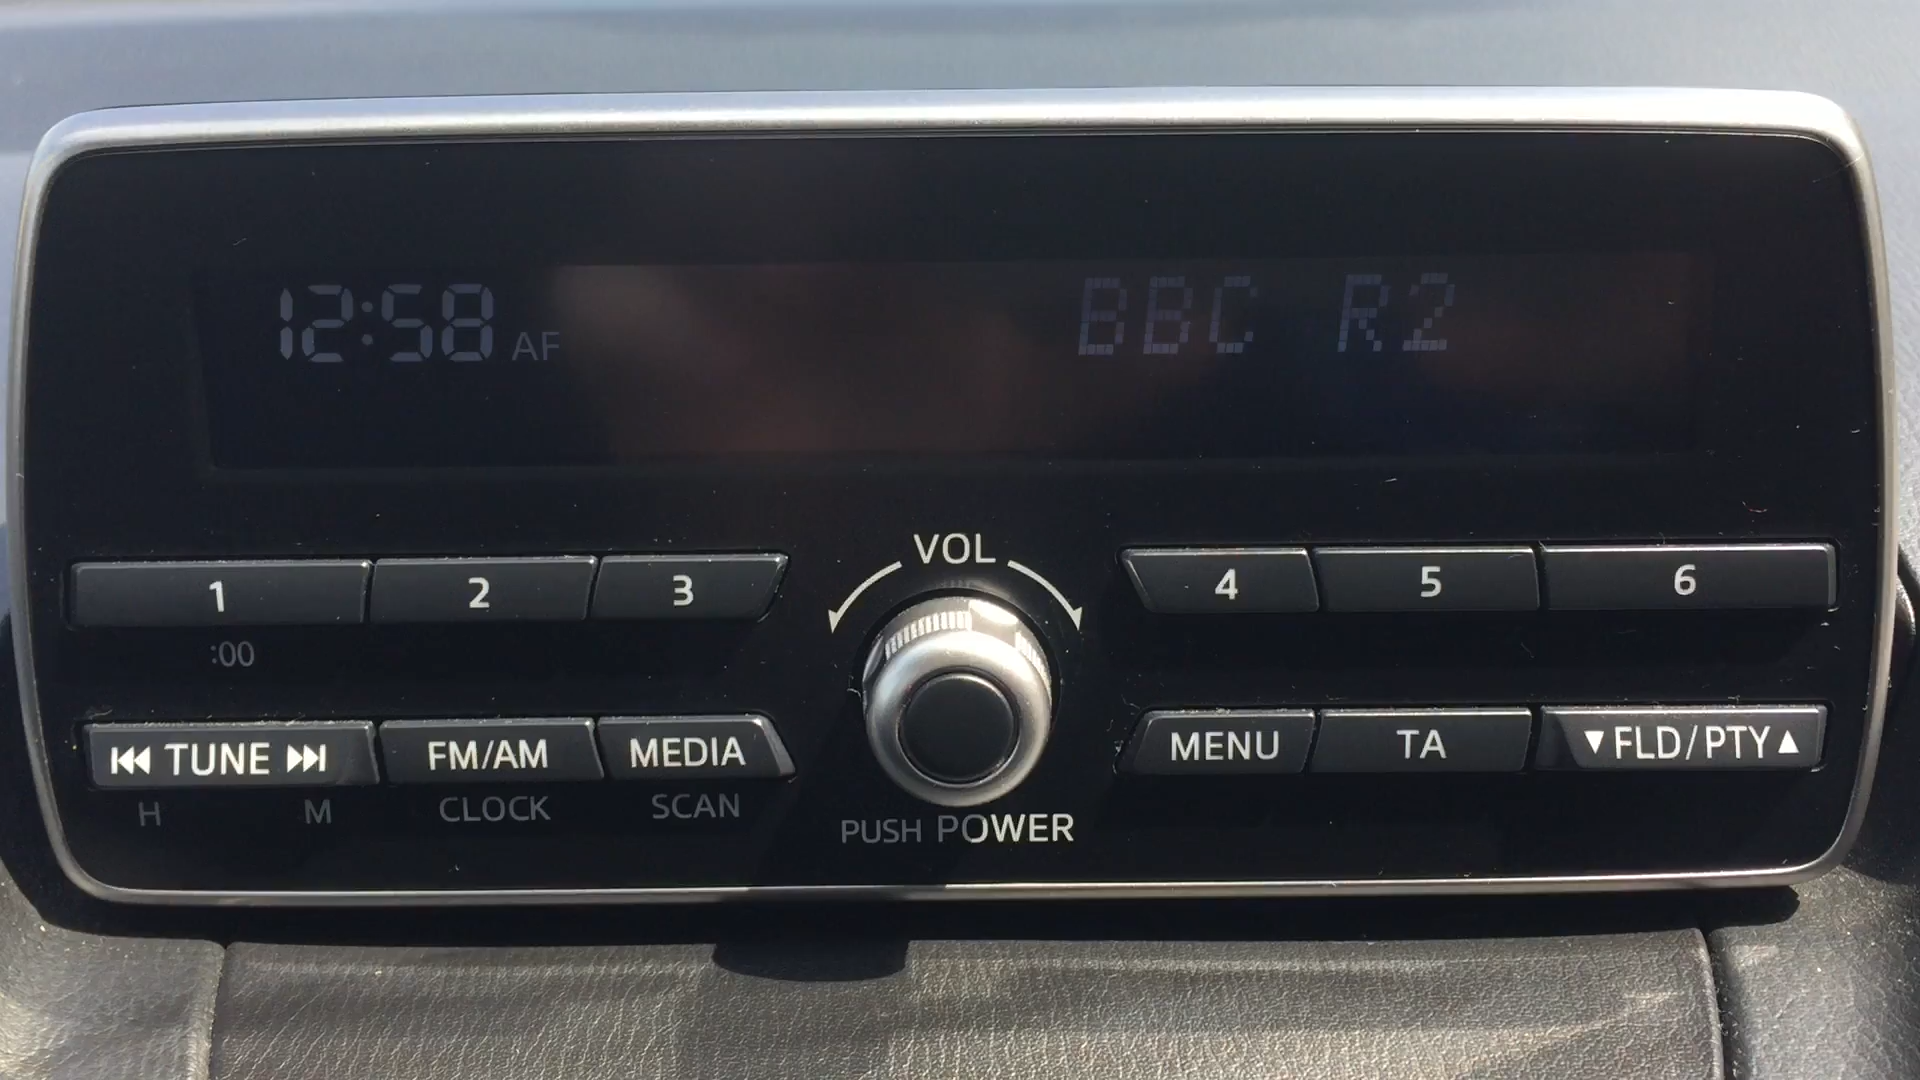 12:58 AF BBC R2
VOL
1 2 3 4 5 6
:00
⏮ TUNE ⏭ FM/AM MEDIA MENU TA ▼FLD/PTY▲
H M CLOCK SCAN
PUSH POWER